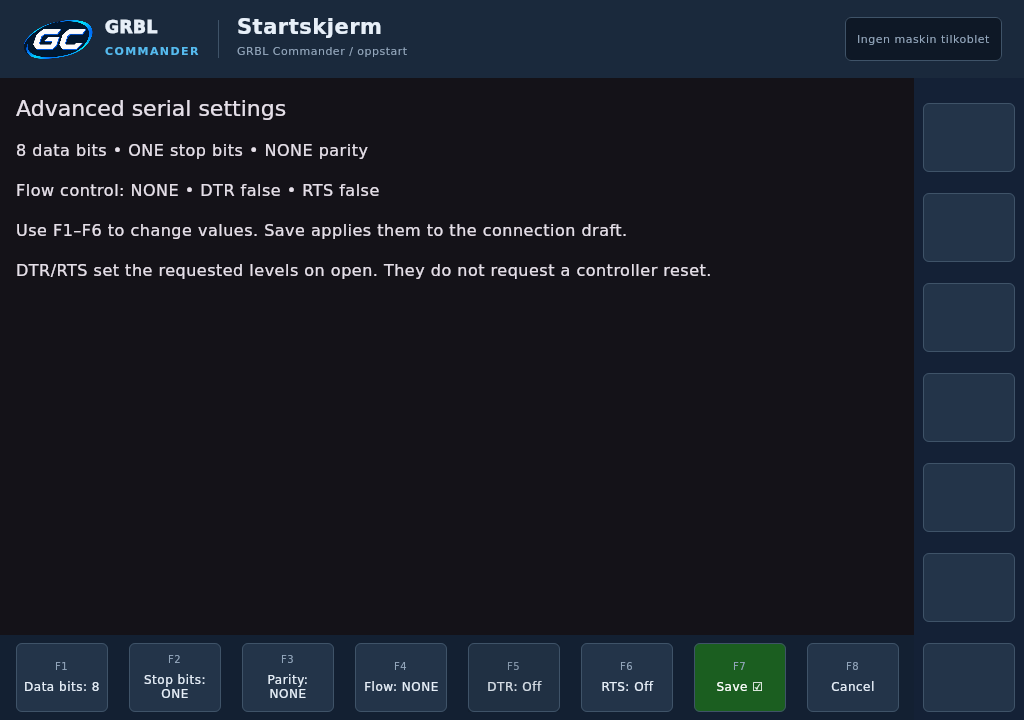 GC
GRBL
COMMANDER
Startskjerm
GRBL Commander / oppstart
Ingen maskin tilkoblet
Advanced serial settings
8 data bits • ONE stop bits • NONE parity
Flow control: NONE • DTR false • RTS false
Use F1–F6 to change values. Save applies them to the connection draft.
DTR/RTS set the requested levels on open. They do not request a controller reset.
F1
Data bits: 8
F2
Stop bits:
ONE
F3
Parity:
NONE
F4
Flow: NONE
F5
DTR: Off
F6
RTS: Off
F7
Save ☑
F8
Cancel